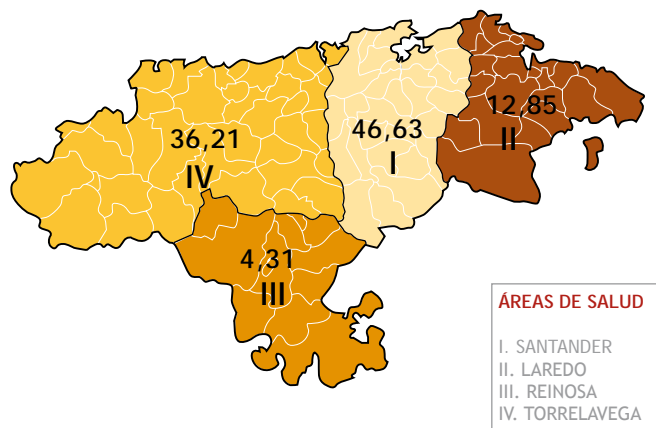 36,21
IV
46,63
I
12,85
II
4,31
III
ÁREAS DE SALUD
I. SANTANDER
II. LAREDO
III. REINOSA
IV. TORRELAVEGA